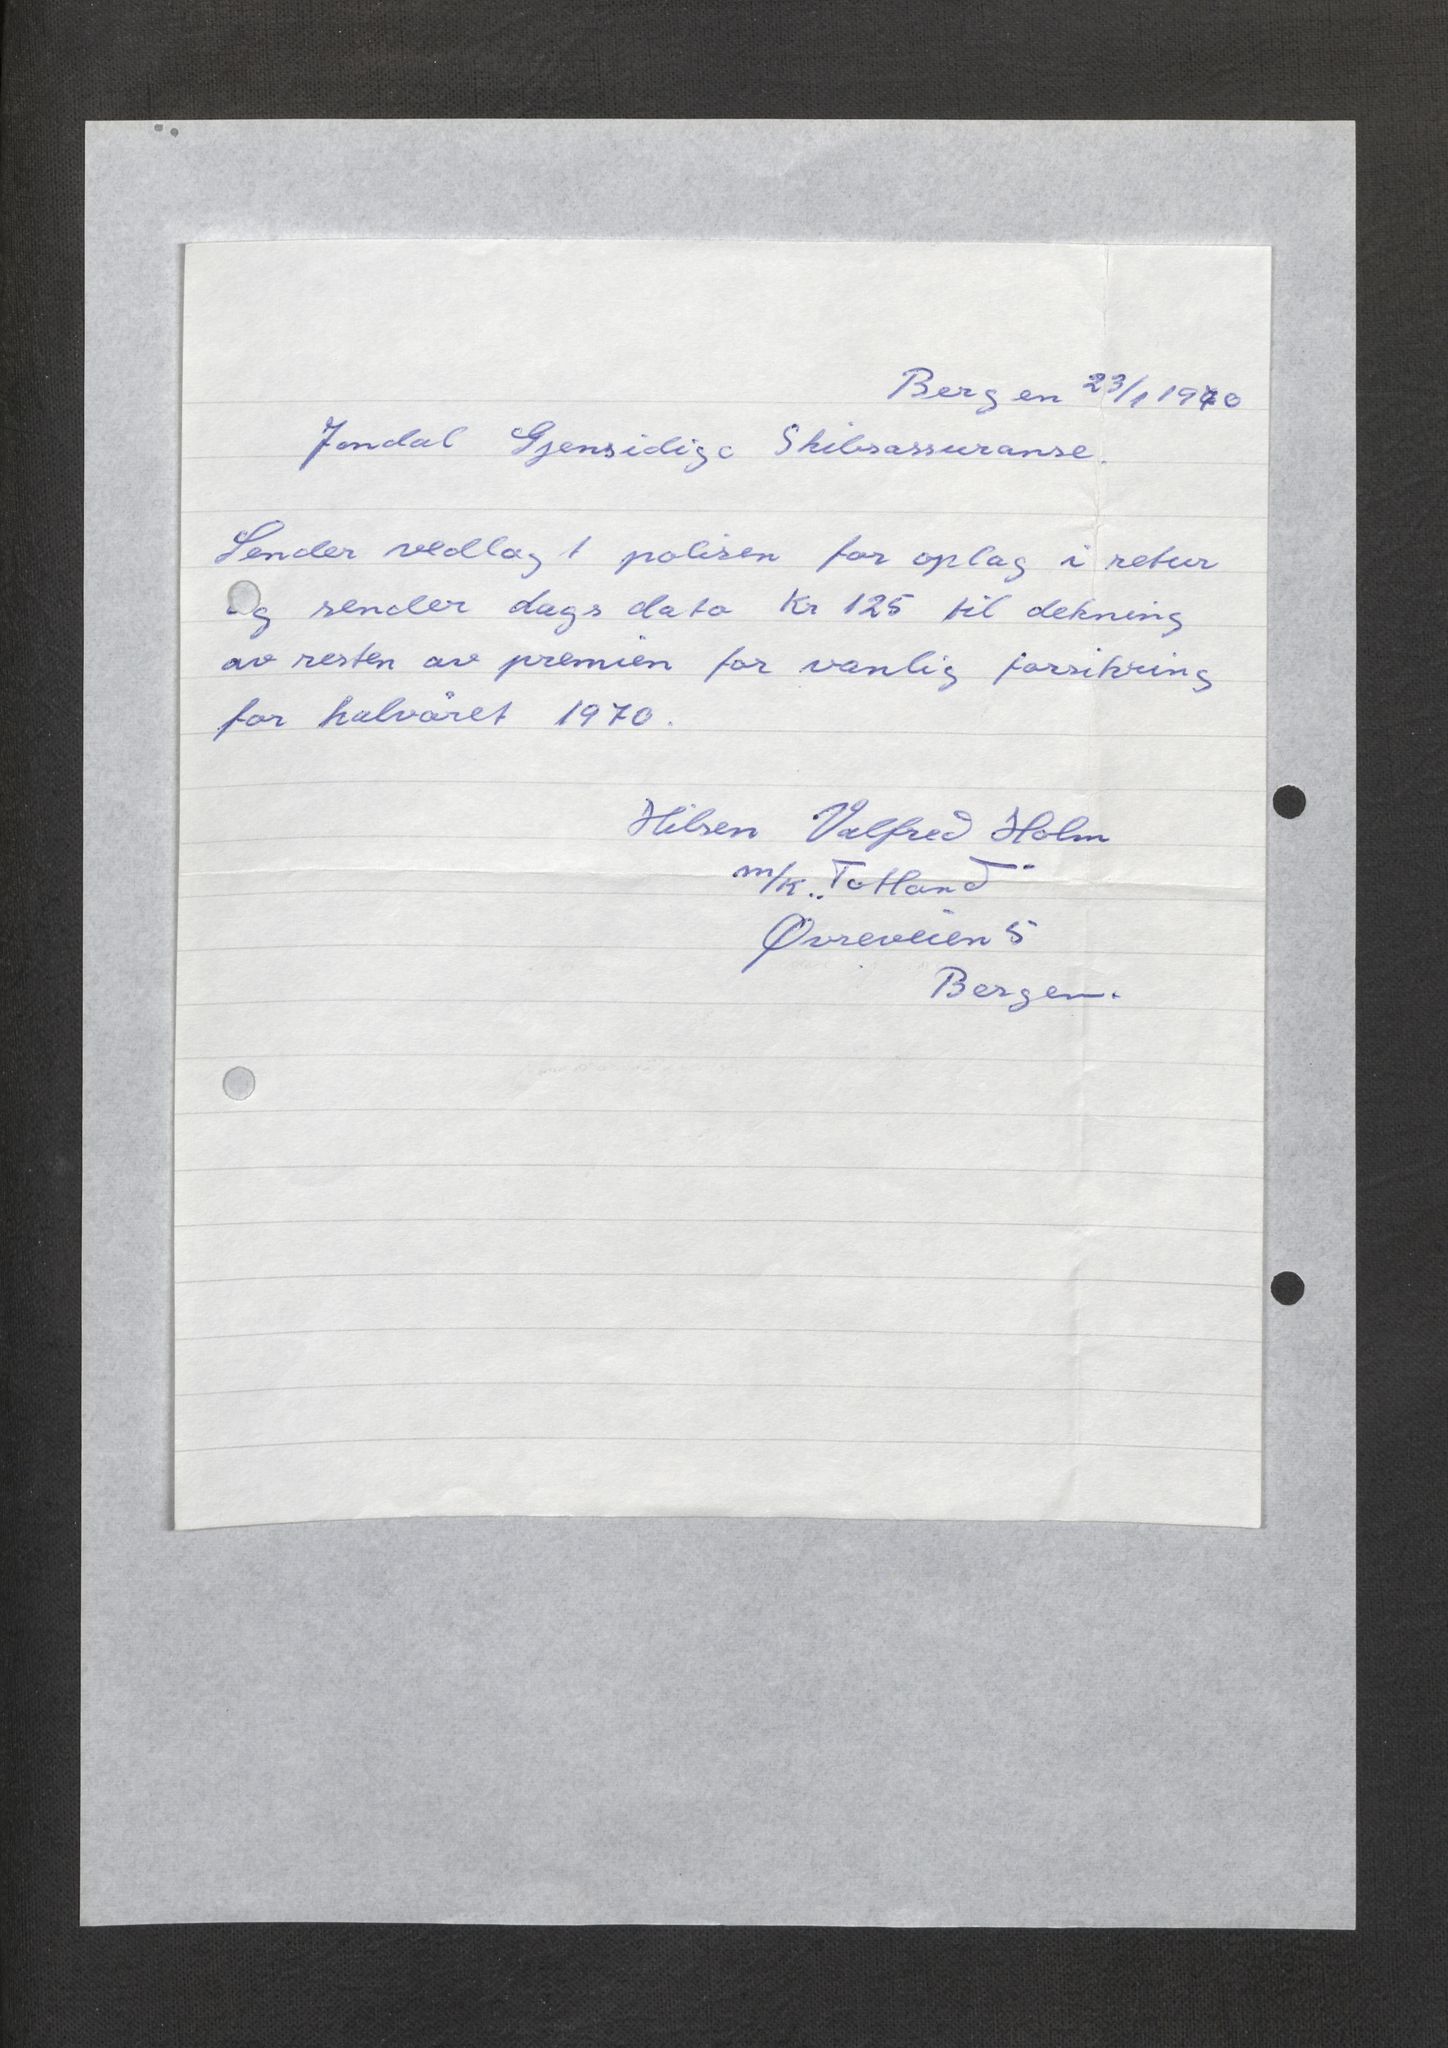 Bergen 23/1 1970
Jondal Gjensidige Skibsassuranse.
Sender vedlagt polisen for oplag i retur
og sender dags dato Kr 125 til dekning
av resten av premien for vanlig forsikring
for halvåret 1970.
Hilsen Valfred Holm
m/k. „Totland"
Øvreveien 5
Bergen.